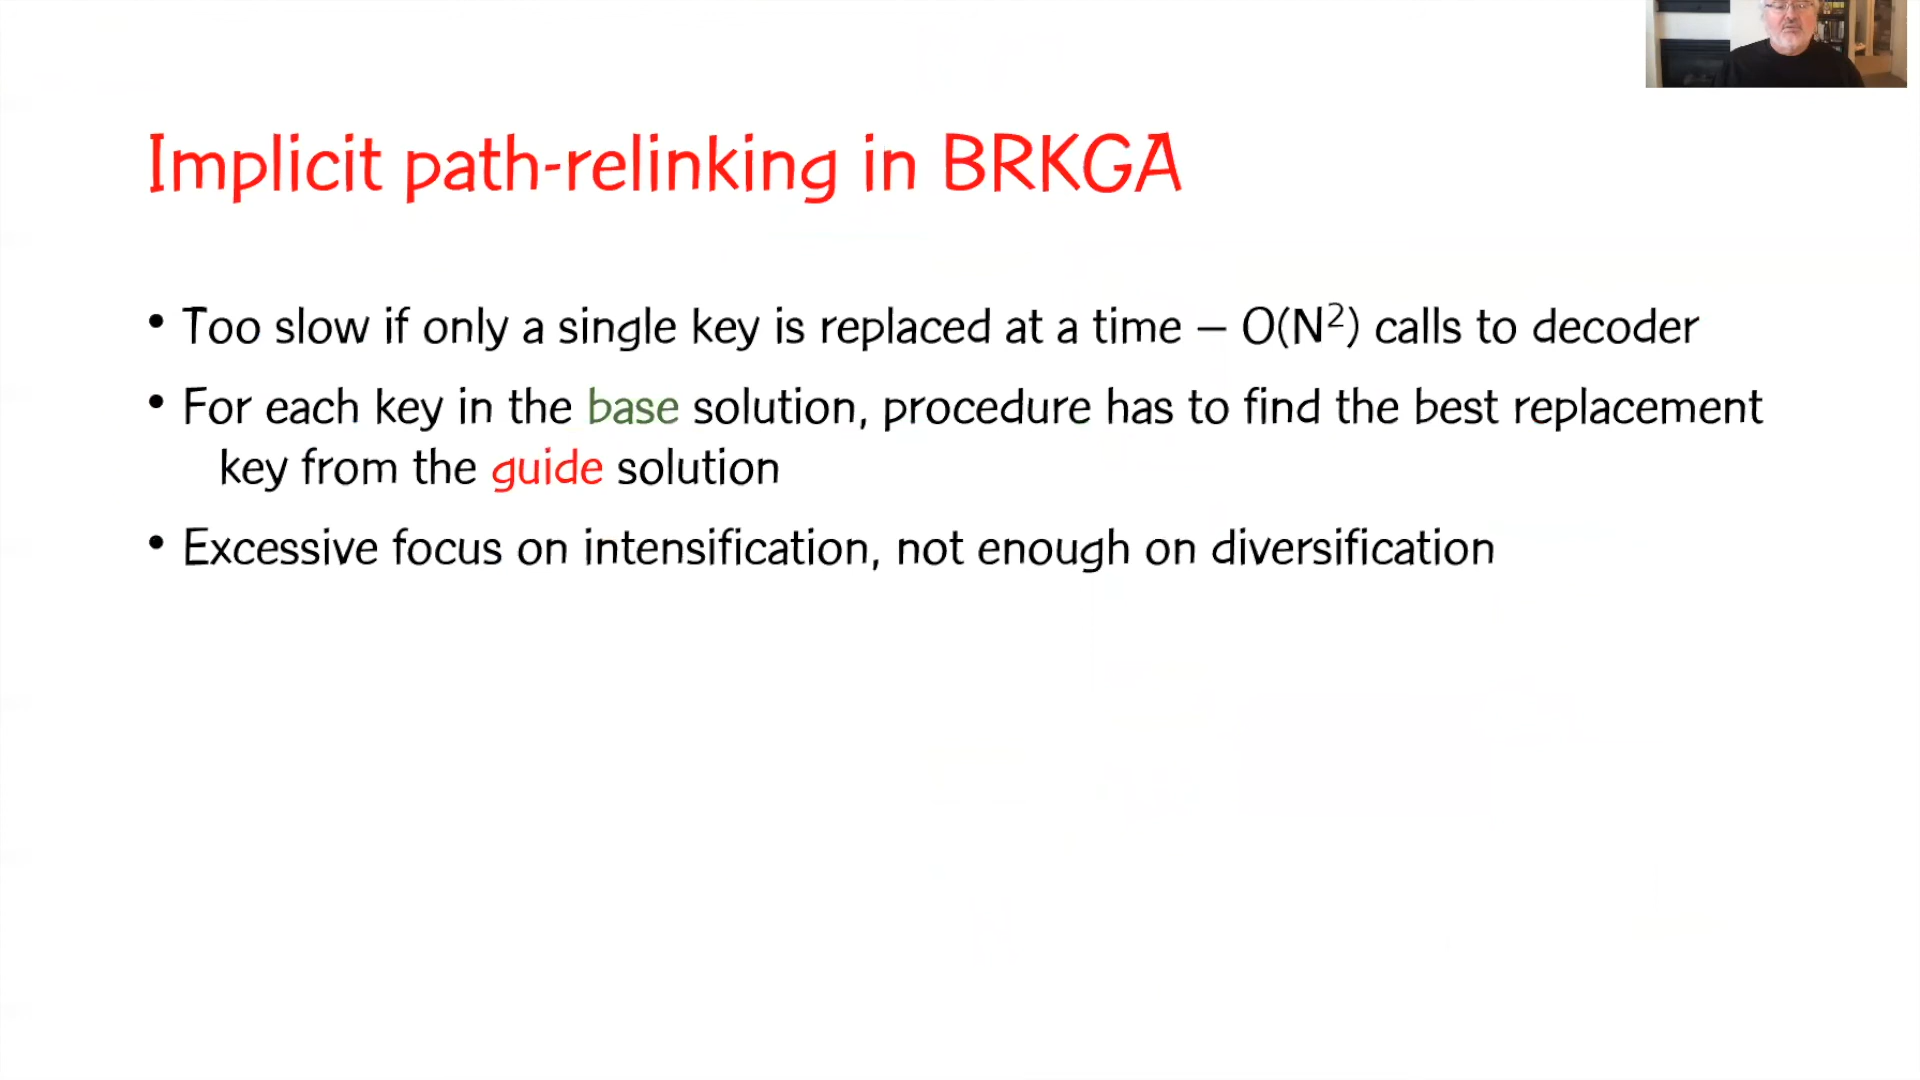 Implicit path-relinking in BRKGA
• Too slow if only a single key is replaced at a time – O(N²) calls to decoder
• For each key in the base solution, procedure has to find the best replacement
key from the guide solution
• Excessive focus on intensification, not enough on diversification